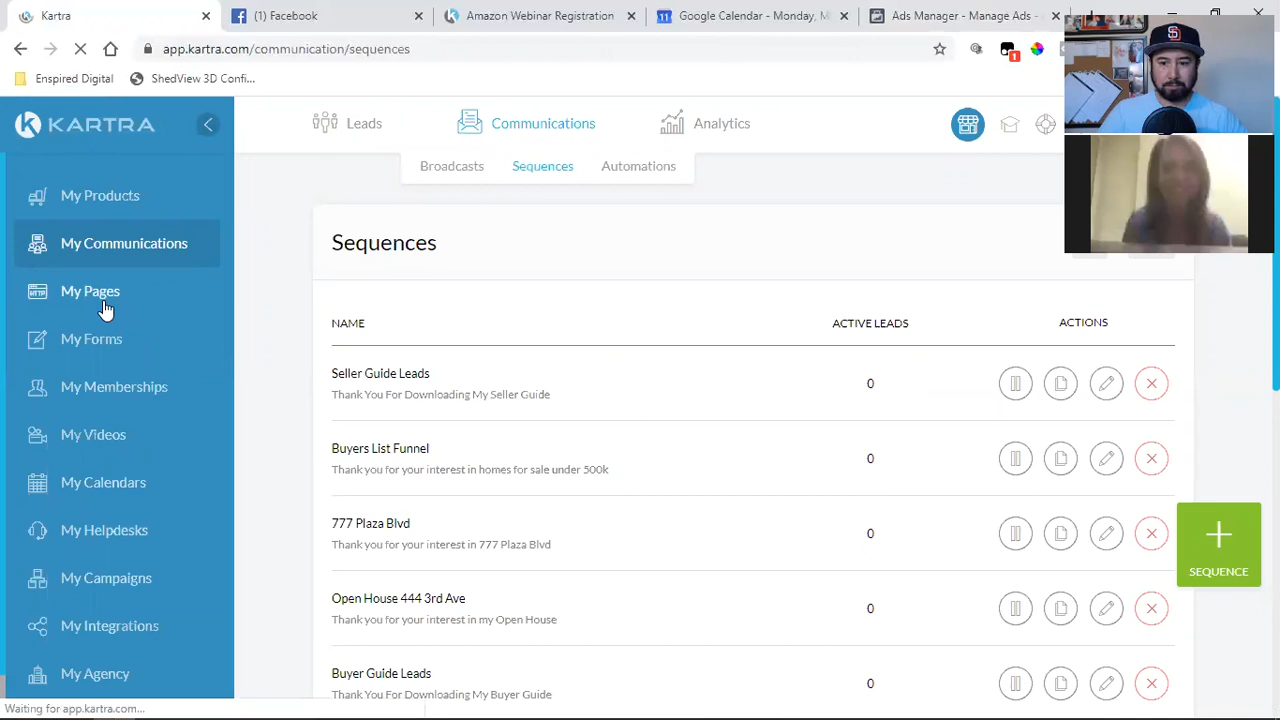 Kartra
(1) Facebook
Amazon Webinar Registration
Google Calendar - Monday, M
Ads Manager - Manage Ads -
app.kartra.com/communication/sequences
1
Enspired Digital
ShedView 3D Confi...
KARTRA
Leads
Communications
Analytics
Broadcasts
Sequences
Automations
My Products
My Communications
My Pages
My Forms
My Memberships
My Videos
My Calendars
My Helpdesks
My Campaigns
My Integrations
My Agency
Sequences
NAME
ACTIVE LEADS
ACTIONS
Seller Guide Leads
Thank You For Downloading My Seller Guide
0
Buyers List Funnel
Thank you for your interest in homes for sale under 500k
0
777 Plaza Blvd
Thank you for your interest in 777 Plaza Blvd
0
Open House 444 3rd Ave
Thank you for your interest in my Open House
0
Buyer Guide Leads
Thank You For Downloading My Buyer Guide
0
SEQUENCE
Waiting for app.kartra.com...